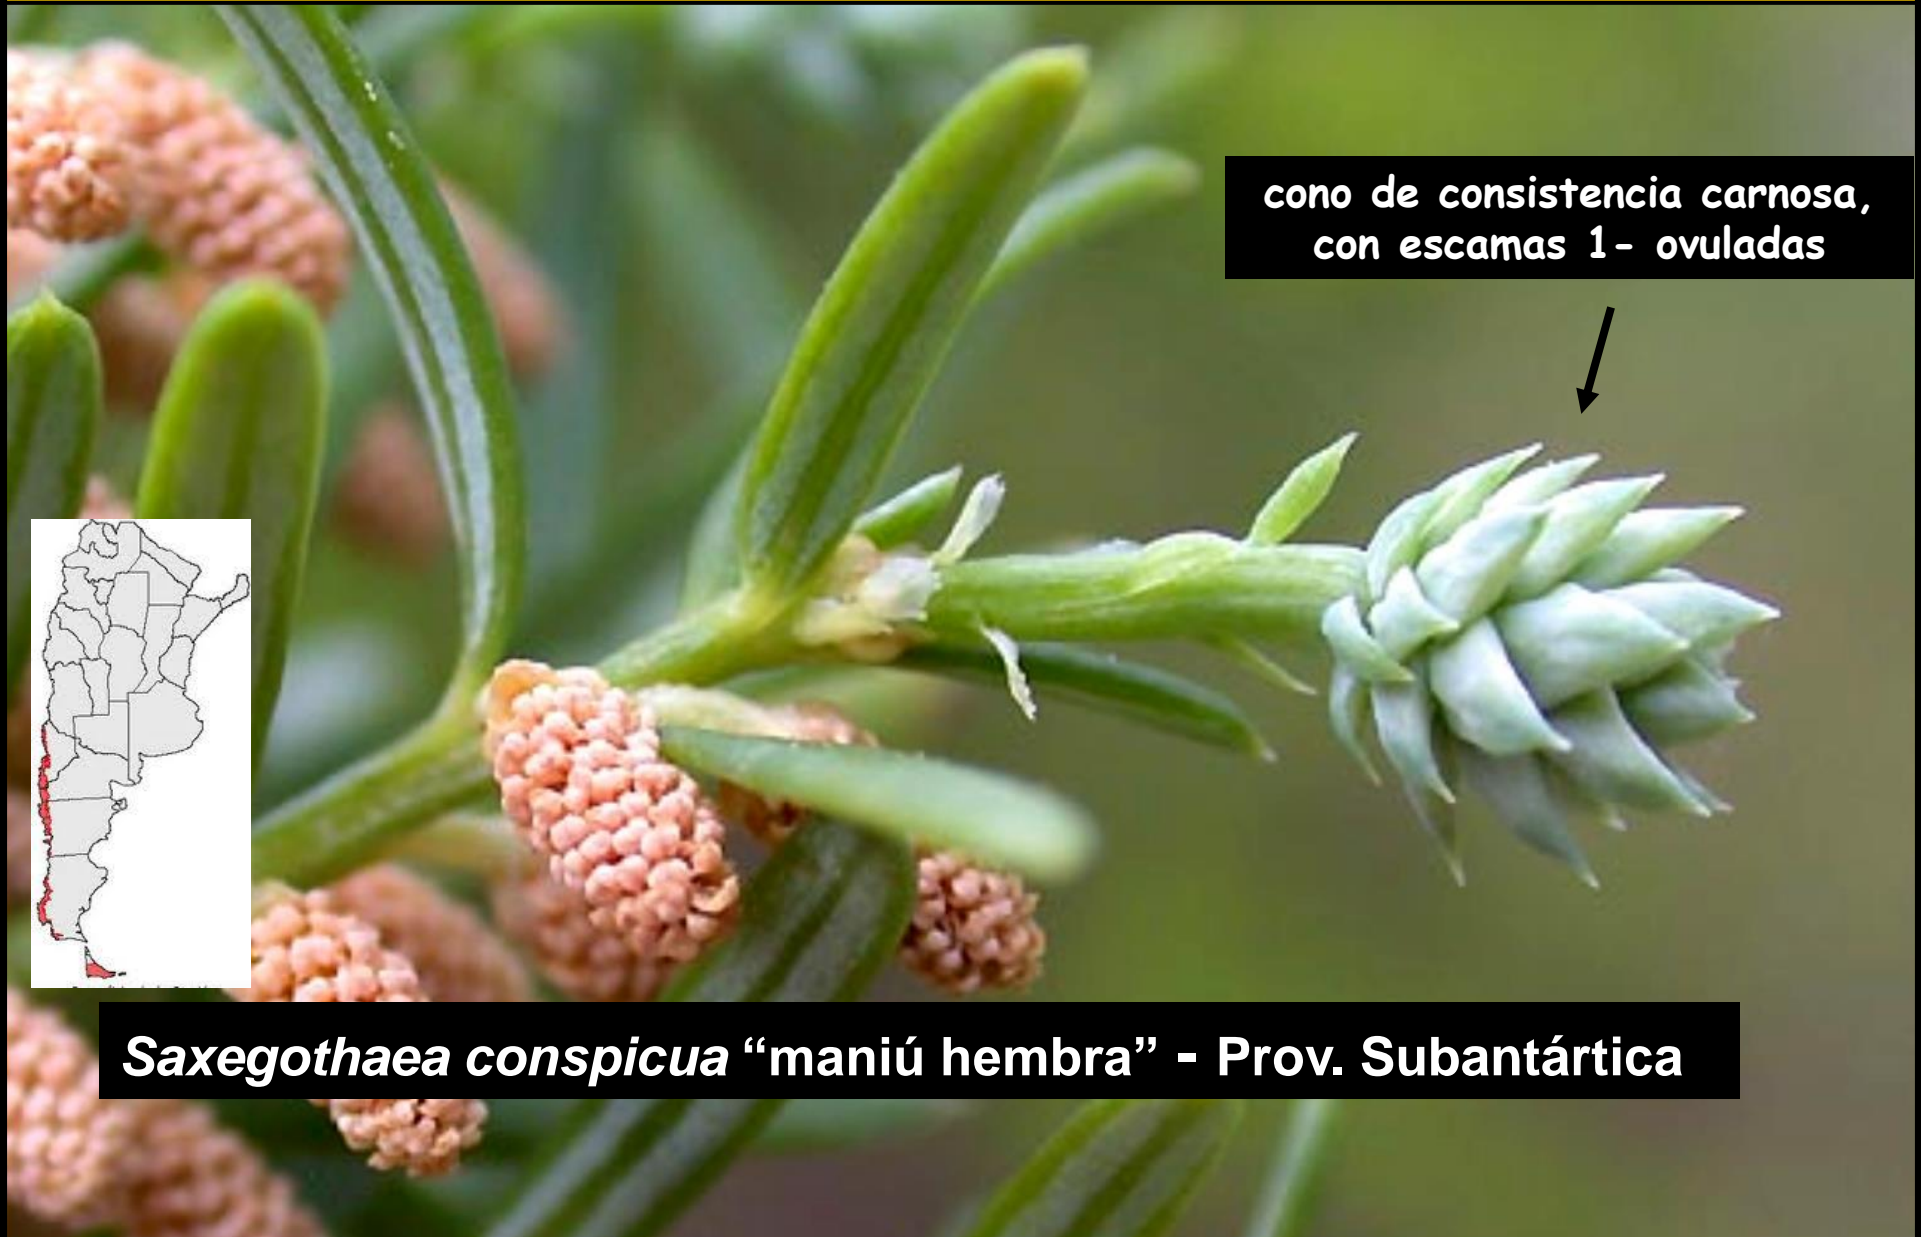 cono de consistencia carnosa,
con escamas 1- ovuladas
Saxegothaea conspicua “maniú hembra” - Prov. Subantártica